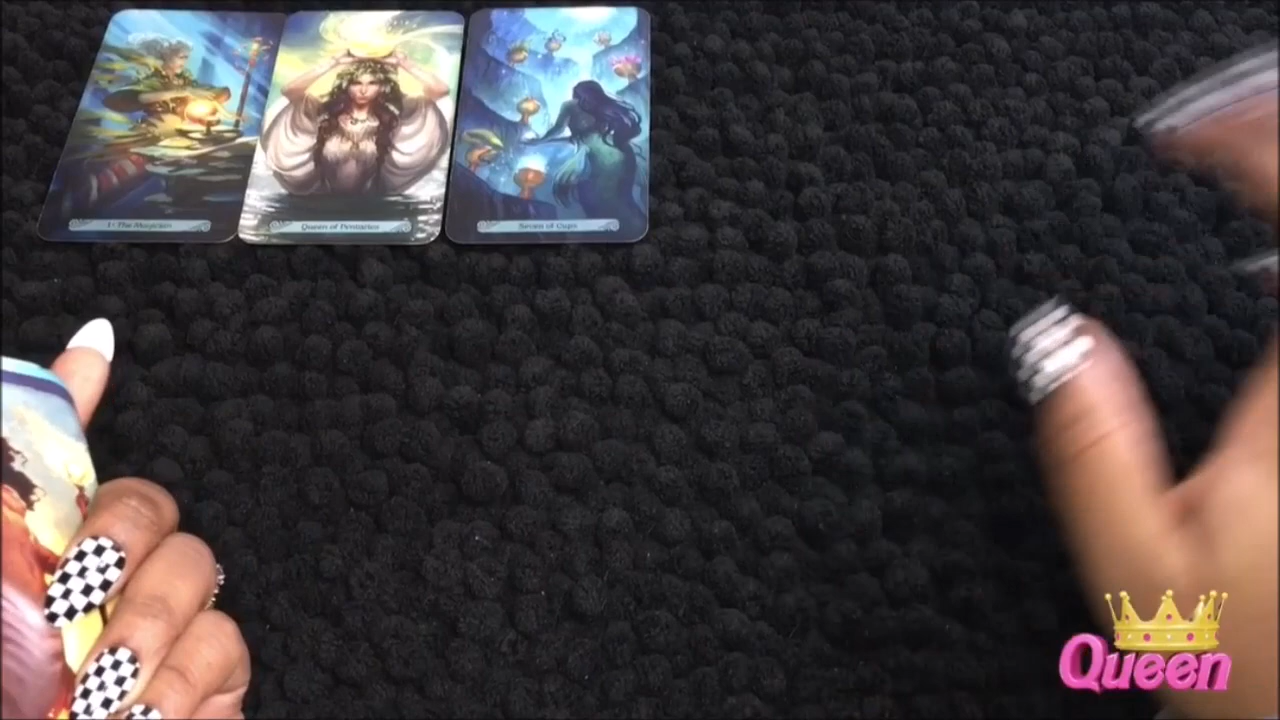 I - The Magician
Queen of Pentacles
Seven of Cups
Queen